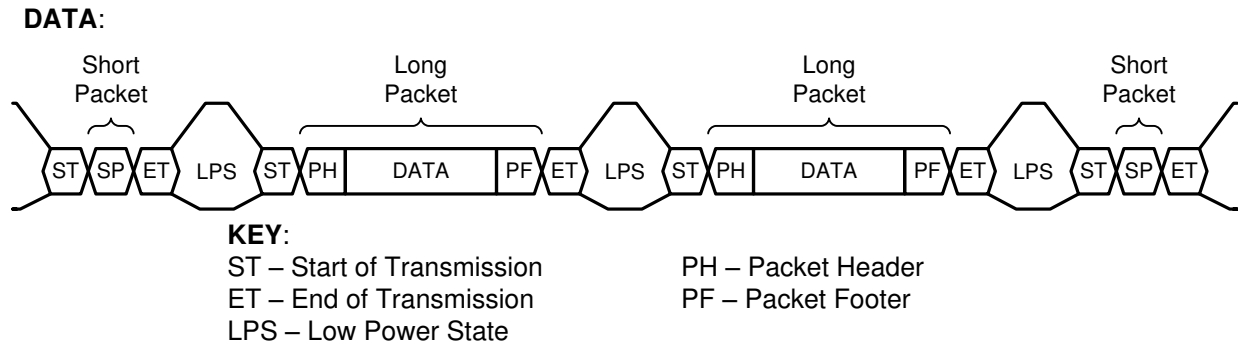 DATA:
Short Packet
Long Packet
Long Packet
Short Packet
ST SP ET LPS ST PH DATA PF ET LPS ST PH DATA PF ET LPS ST SP ET
KEY:
ST – Start of Transmission
PH – Packet Header
ET – End of Transmission
PF – Packet Footer
LPS – Low Power State